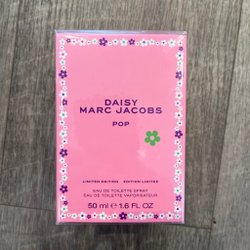 DAISY
MARC JACOBS
POP
LIMITED EDITION EDITION LIMITÉE
EAU DE TOILETTE SPRAY
EAU DE TOILETTE VAPORISATEUR
50 ml ℮ 1.6 FL OZ